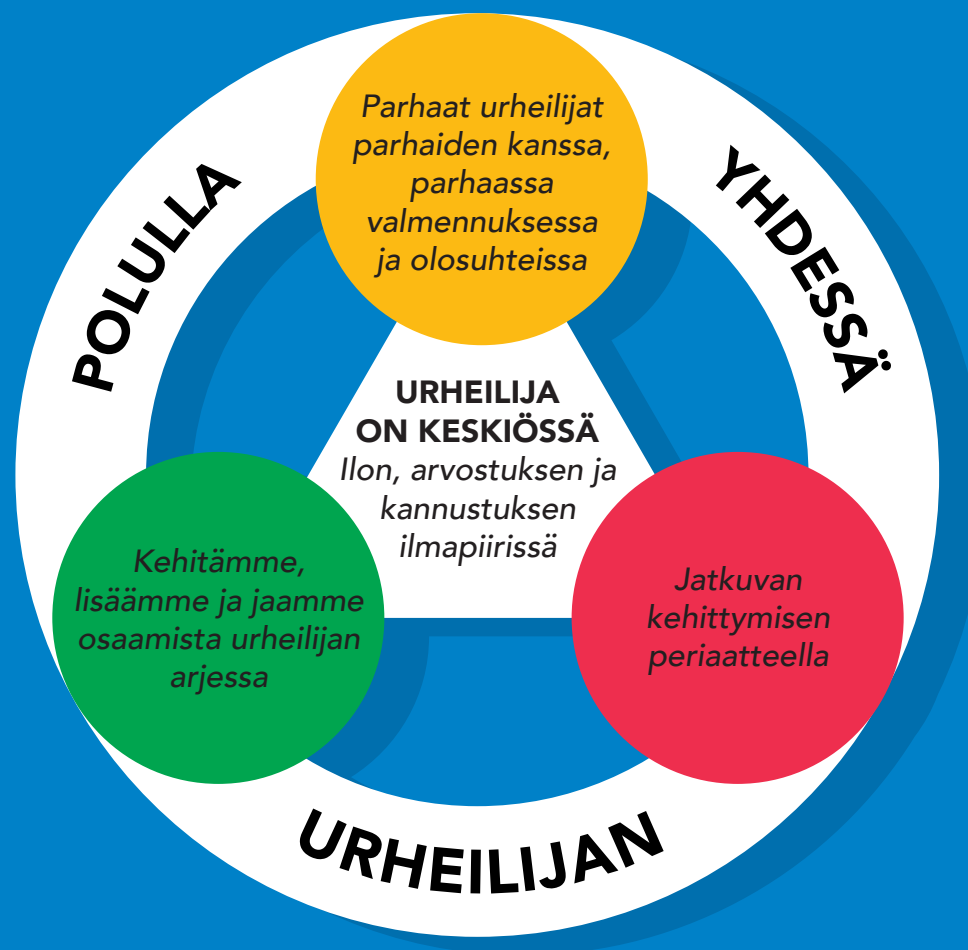 Parhaat urheilijat
parhaiden kanssa,
parhaassa
valmennuksessa
ja olosuhteissa
YHDESSÄ
URHEILIJAN
POLULLA
URHEILIJA
ON KESKIÖSSÄ
Ilon, arvostuksen ja
kannustuksen
ilmapiirissä
Kehitämme,
lisäämme ja jaamme
osaamista urheilijan
arjessa
Jatkuvan
kehittymisen
periaatteella